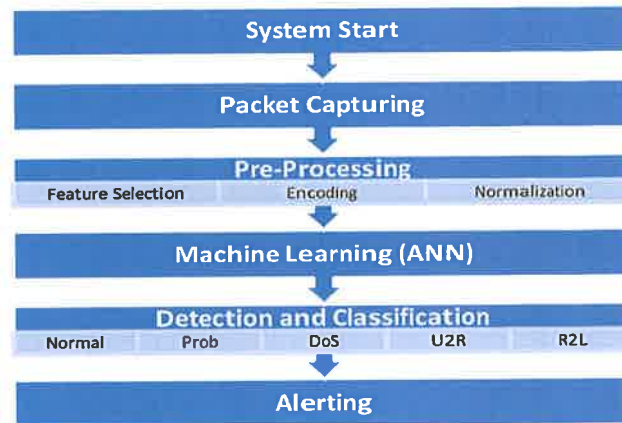 System Start
Packet Capturing
Pre-Processing
Feature Selection Encoding Normalization
Machine Learning (ANN)
Detection and Classification
Normal Prob DoS U2R R2L
Alerting